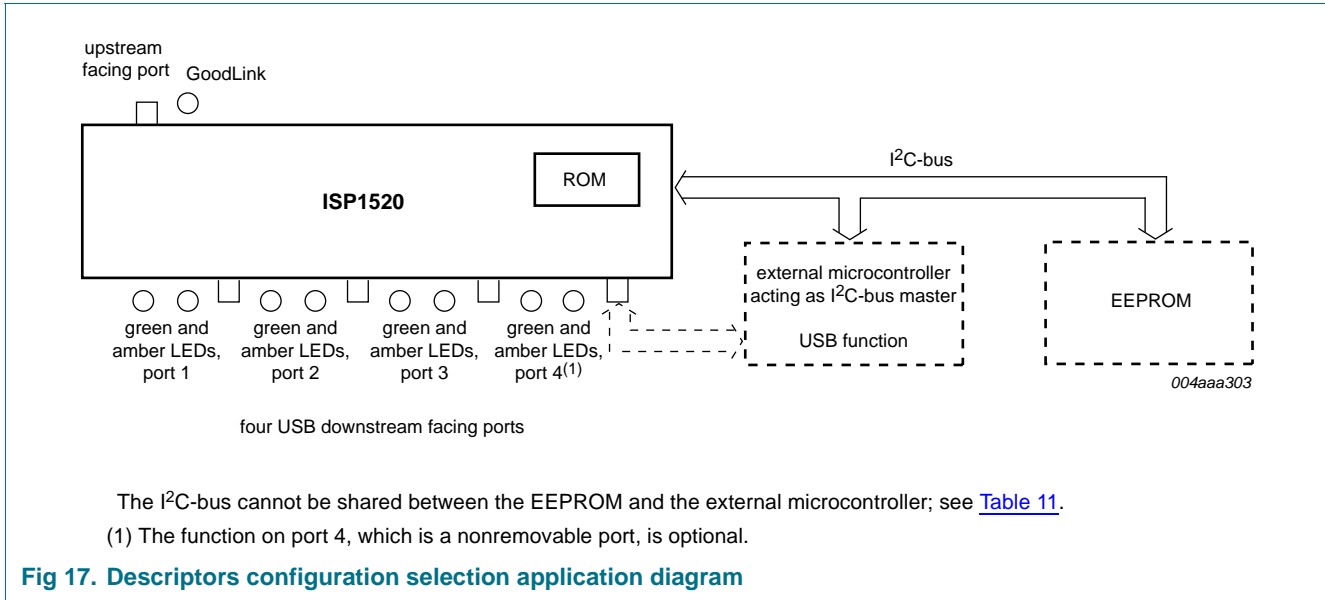 upstream
facing port
GoodLink
ISP1520
ROM
I²C-bus
external microcontroller
acting as I²C-bus master
USB function
EEPROM
green and
amber LEDs,
port 1
green and
amber LEDs,
port 2
green and
amber LEDs,
port 3
green and
amber LEDs,
port 4(1)
004aaa303
four USB downstream facing ports
The I²C-bus cannot be shared between the EEPROM and the external microcontroller; see Table 11.
(1) The function on port 4, which is a nonremovable port, is optional.
Fig 17. Descriptors configuration selection application diagram